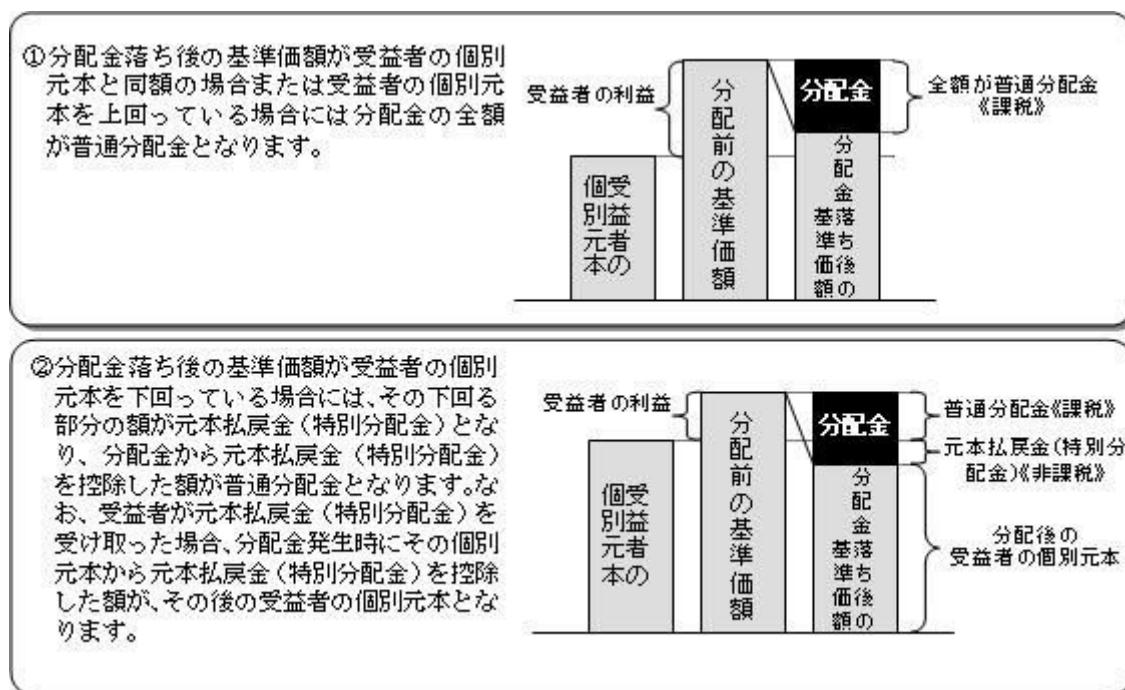 ①分配金落ち後の基準価額が受益者の個別
元本と同額の場合または受益者の個別元
本を上回っている場合には分配金の全額
が普通分配金となります。
受益者の利益
受益者の
個別元本
分配前の基準価額
分配金
分配金落ち後の
基準価額
全額が普通分配金
《課税》
②分配金落ち後の基準価額が受益者の個別
元本を下回っている場合には、その下回る
部分の額が元本払戻金(特別分配金)とな
り、分配金から元本払戻金(特別分配金)
を控除した額が普通分配金となります。な
お、受益者が元本払戻金(特別分配金)を
受け取った場合、分配金発生時にその個別
元本から元本払戻金(特別分配金)を控除
した額が、その後の受益者の個別元本とな
ります。
受益者の利益
受益者の
個別元本
分配前の基準価額
分配金
分配金落ち後の
基準価額
普通分配金《課税》
元本払戻金(特別分
配金)《非課税》
分配後の
受益者の個別元本